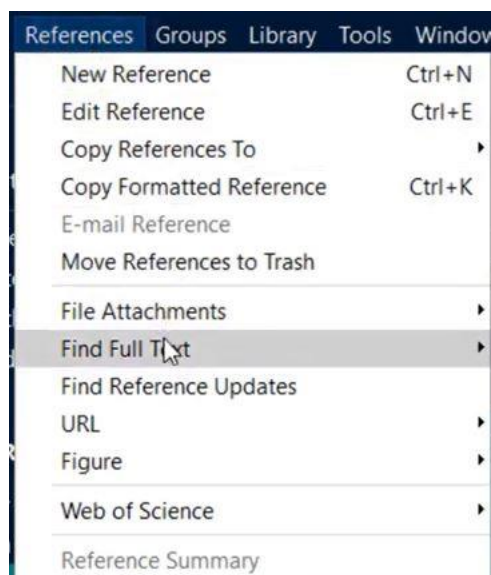 References Groups Library Tools Window
New Reference Ctrl+N
Edit Reference Ctrl+E
Copy References To
Copy Formatted Reference Ctrl+K
E-mail Reference
Move References to Trash
File Attachments
Find Full Text
Find Reference Updates
URL
Figure
Web of Science
Reference Summary